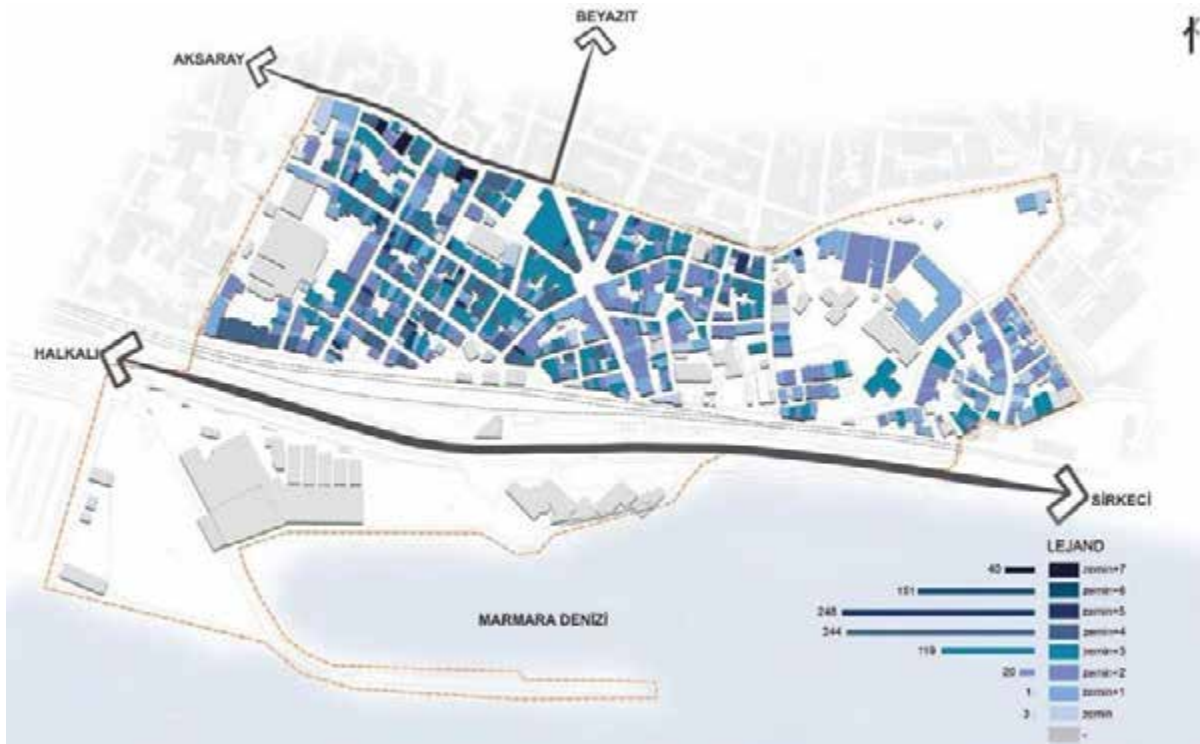 BEYAZIT
AKSARAY
HALKALI
SİRKECİ
MARMARA DENİZİ
LEJAND
40 zemin+7
151 zemin+6
248 zemin+5
244 zemin+4
119 zemin+3
20 zemin+2
1 zemin+1
3 zemin
-